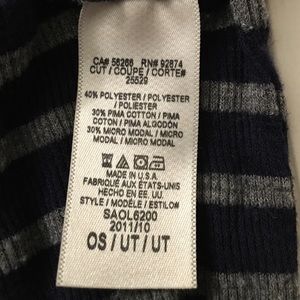 CA# 56266 RN# 92874
CUT / COUPE / CORTE#
25529
40% POLYESTER / POLYESTER
/ POLIESTER
30% PIMA COTTON / PIMA
COTTON / PIMA ALGODÓN
30% MICRO MODAL / MICRO
MODAL / MICRO MODAL
MADE IN U.S.A.
FABRIQUÉ AUX ÉTATS-UNIS
HECHO EN EE. UU.
STYLE / MODÈLE / ESTILO#
SAOL6200
2011/10
OS / UT / UT